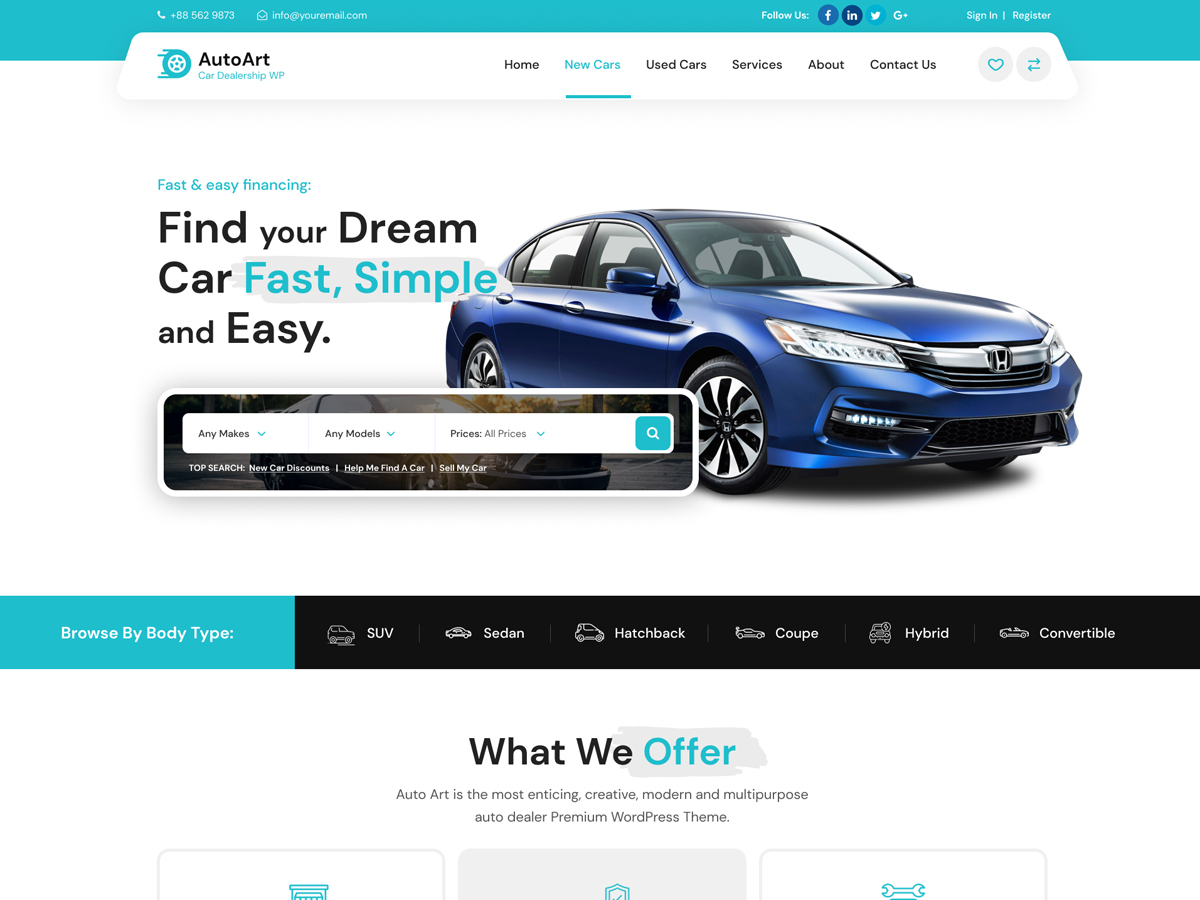 +88 562 9873 info@youremail.com Follow Us: f in G+ Sign In | Register
AutoArt
Car Dealership WP
Home New Cars Used Cars Services About Contact Us
Fast & easy financing:
Find your Dream
Car Fast, Simple
and Easy.
Any Makes Any Models Prices: All Prices
TOP SEARCH: New Car Discounts | Help Me Find A Car | Sell My Car
Browse By Body Type: SUV Sedan Hatchback Coupe Hybrid Convertible
What We Offer
Auto Art is the most enticing, creative, modern and multipurpose
auto dealer Premium WordPress Theme.